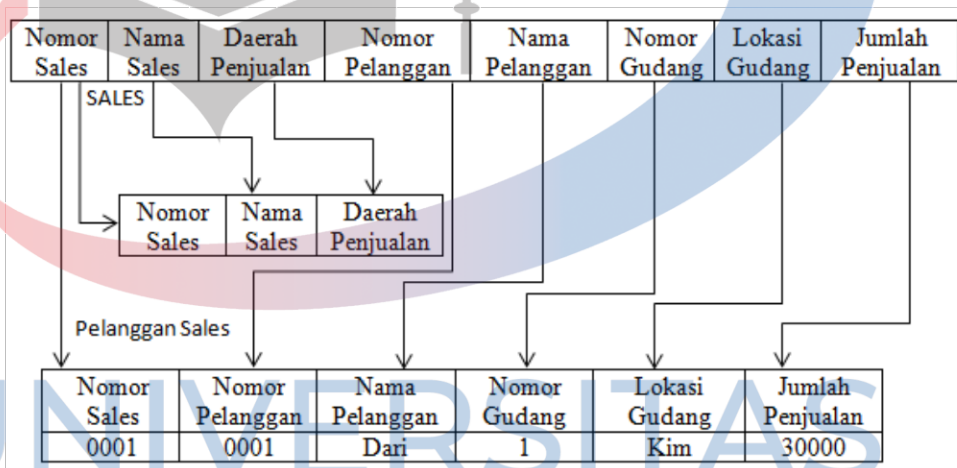 Nomor Nama Daerah Nomor Nama Nomor Lokasi Jumlah
Sales Sales Penjualan Pelanggan Pelanggan Gudang Gudang Penjualan
SALES
Nomor Nama Daerah
Sales Sales Penjualan
Pelanggan Sales
Nomor Nomor Nama Nomor Lokasi Jumlah
Sales Pelanggan Pelanggan Gudang Gudang Penjualan
0001 0001 Dari 1 Kim 30000
UNIVERSITAS